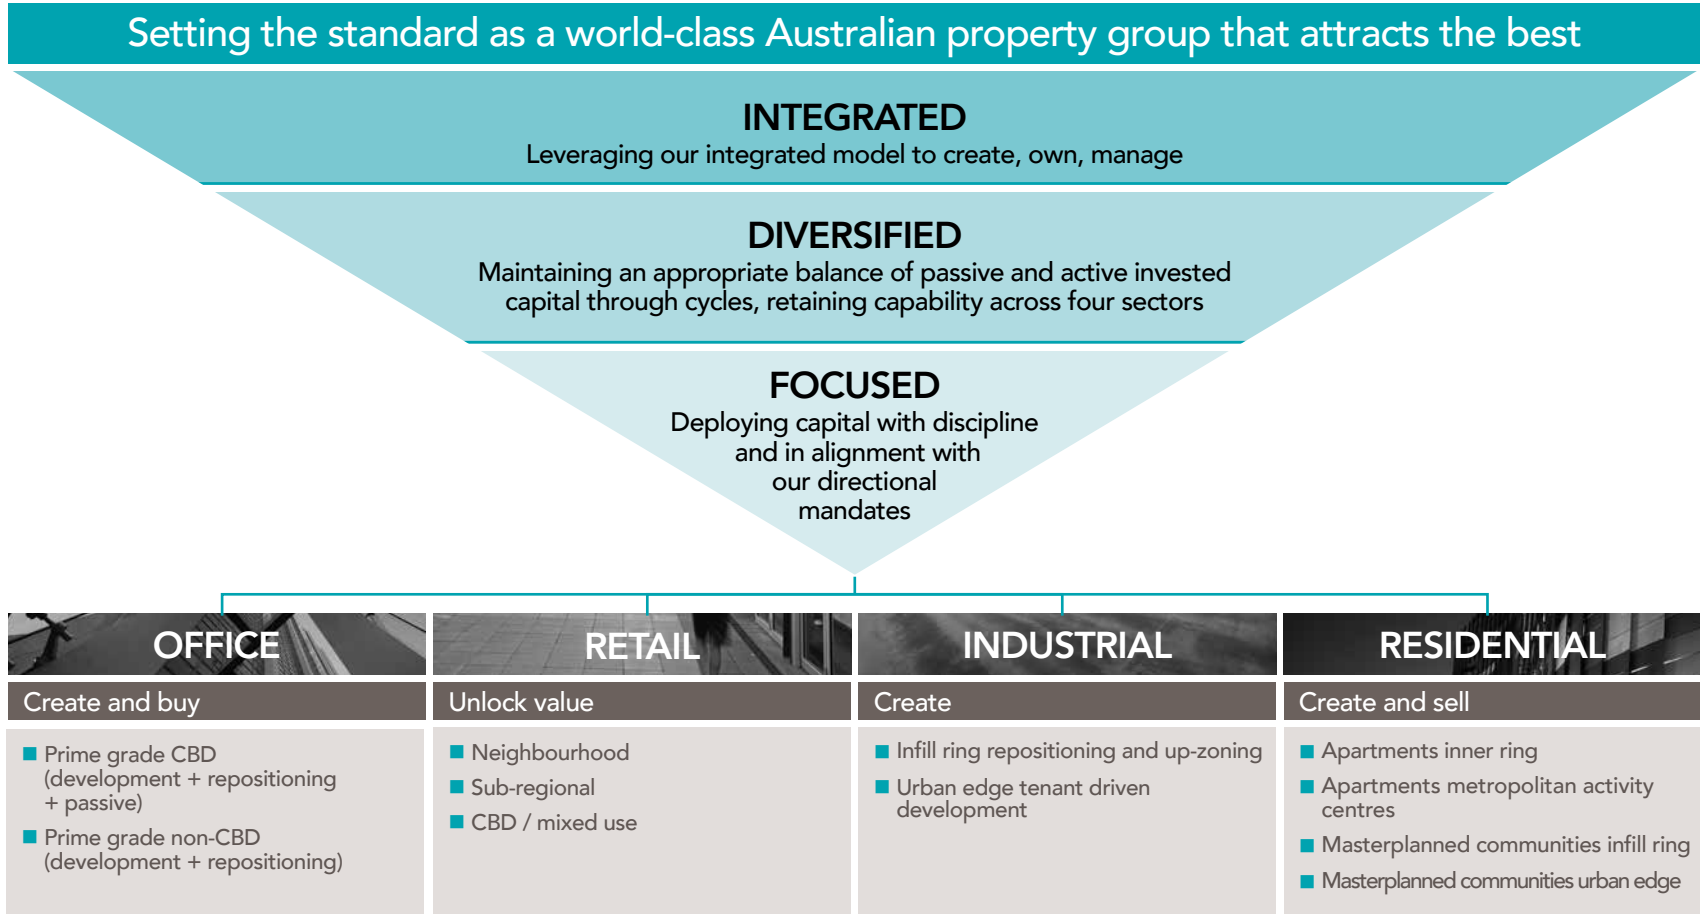 Setting the standard as a world-class Australian property group that attracts the best
INTEGRATED
Leveraging our integrated model to create, own, manage
DIVERSIFIED
Maintaining an appropriate balance of passive and active invested
capital through cycles, retaining capability across four sectors
FOCUSED
Deploying capital with discipline
and in alignment with
our directional
mandates
OFFICE
Create and buy
Prime grade CBD
(development + repositioning
+ passive)
Prime grade non-CBD
(development + repositioning)
RETAIL
Unlock value
Neighbourhood
Sub-regional
CBD / mixed use
INDUSTRIAL
Create
Infill ring repositioning and up-zoning
Urban edge tenant driven
development
RESIDENTIAL
Create and sell
Apartments inner ring
Apartments metropolitan activity
centres
Masterplanned communities infill ring
Masterplanned communities urban edge